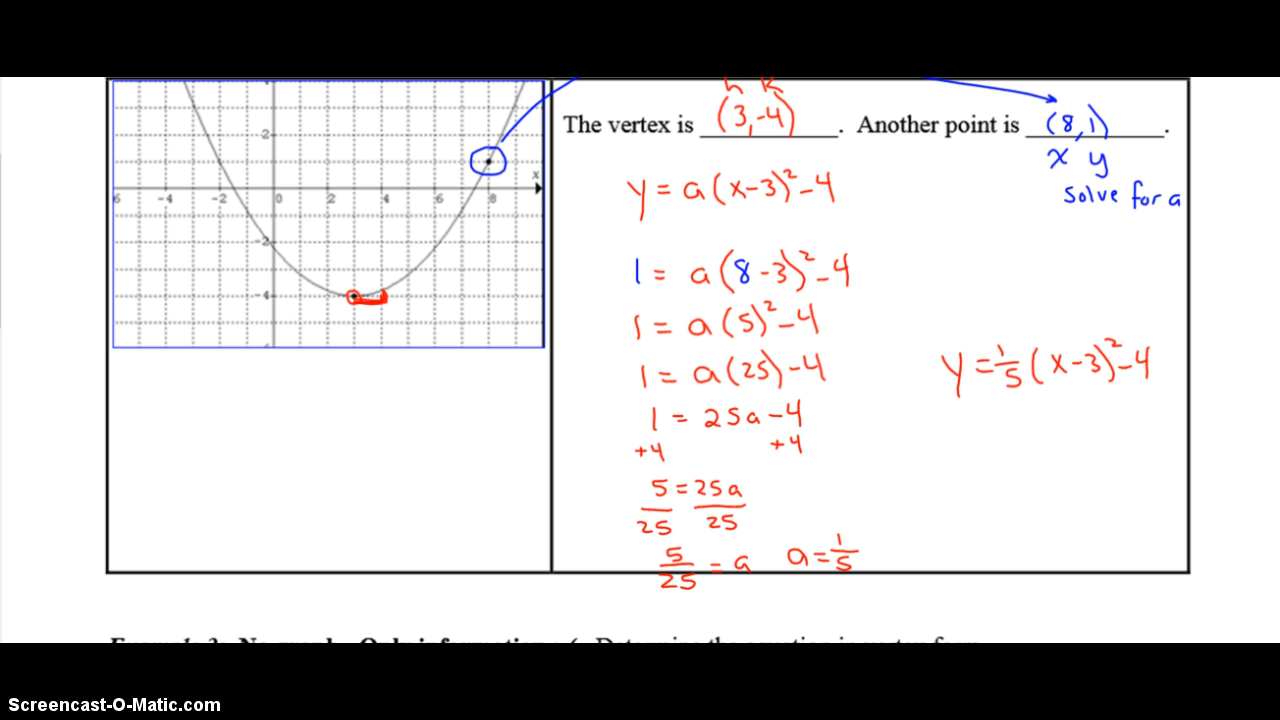 h k
The vertex is (3,-4). Another point is (8,1).
x y
solve for a
y = a(x-3)² -4
1 = a(8-3)² -4
1 = a(5)² -4
1 = a(25) -4
y = 1/5 (x-3)² -4
1 = 25a -4
+4 +4
5 = 25a
25 25
5/25 = a a = 1/5
2
x
-4 -2 0 2 4 6 8
-2
-4
Screencast-O-Matic.com